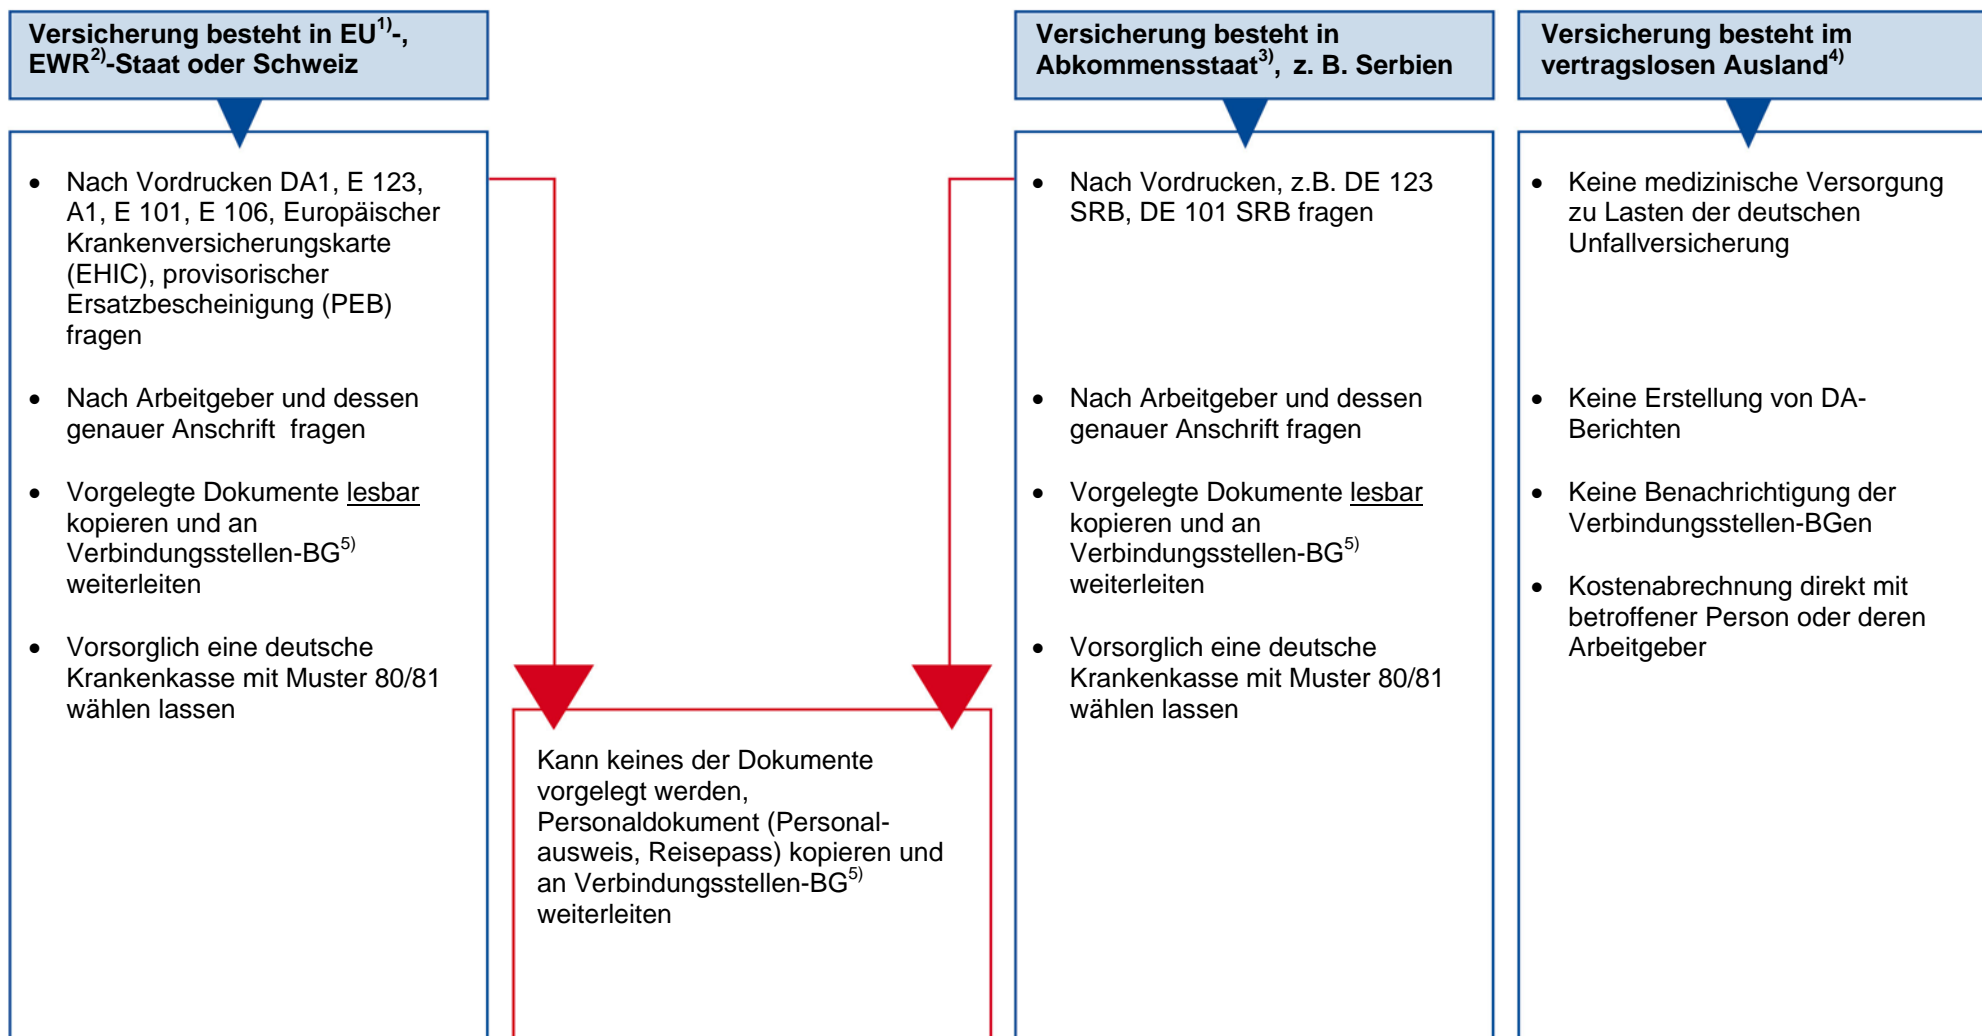 Versicherung besteht in EU1)-,
EWR2)-Staat oder Schweiz
• Nach Vordrucken DA1, E 123,
A1, E 101, E 106, Europäischer
Krankenversicherungskarte
(EHIC), provisorischer
Ersatzbescheinigung (PEB)
fragen
• Nach Arbeitgeber und dessen
genauer Anschrift  fragen
• Vorgelegte Dokumente lesbar
kopieren und an
Verbindungsstellen-BG5)
weiterleiten
• Vorsorglich eine deutsche
Krankenkasse mit Muster 80/81
wählen lassen
Kann keines der Dokumente
vorgelegt werden,
Personaldokument (Personal-
ausweis, Reisepass) kopieren und
an Verbindungsstellen-BG5)
weiterleiten
Versicherung besteht in
Abkommensstaat3), z. B. Serbien
• Nach Vordrucken, z.B. DE 123
SRB, DE 101 SRB fragen
• Nach Arbeitgeber und dessen
genauer Anschrift fragen
• Vorgelegte Dokumente lesbar
kopieren und an
Verbindungsstellen-BG5)
weiterleiten
• Vorsorglich eine deutsche
Krankenkasse mit Muster 80/81
wählen lassen
Versicherung besteht im
vertragslosen Ausland4)
• Keine medizinische Versorgung
zu Lasten der deutschen
Unfallversicherung
• Keine Erstellung von DA-
Berichten
• Keine Benachrichtigung der
Verbindungsstellen-BGen
• Kostenabrechnung direkt mit
betroffener Person oder deren
Arbeitgeber